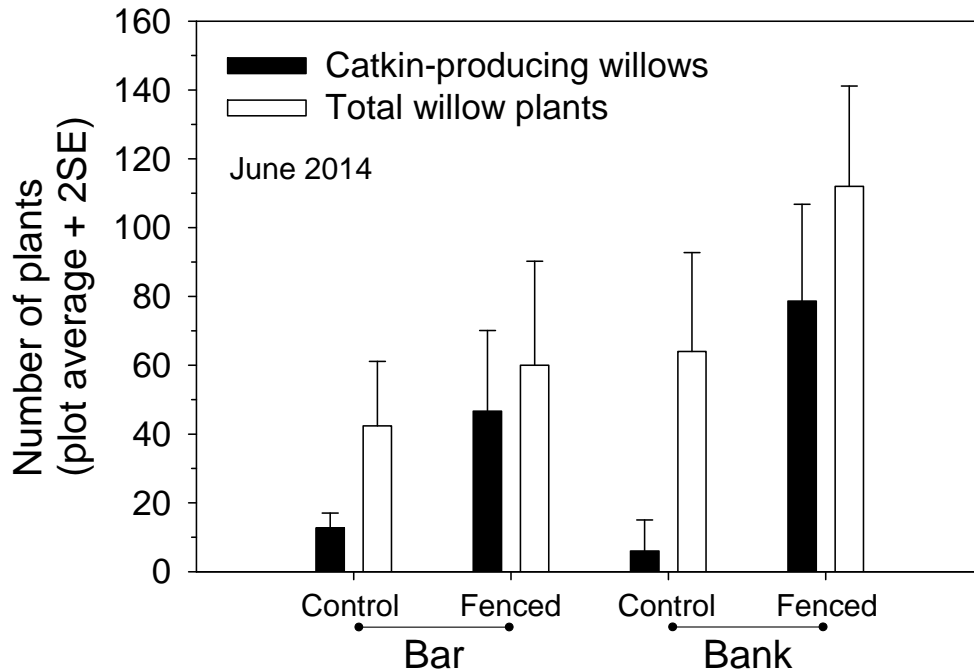 Number of plants
(plot average + 2SE)
160
140
120
100
80
60
40
20
0
Catkin-producing willows
Total willow plants
June 2014
Control Fenced Control Fenced
Bar Bank